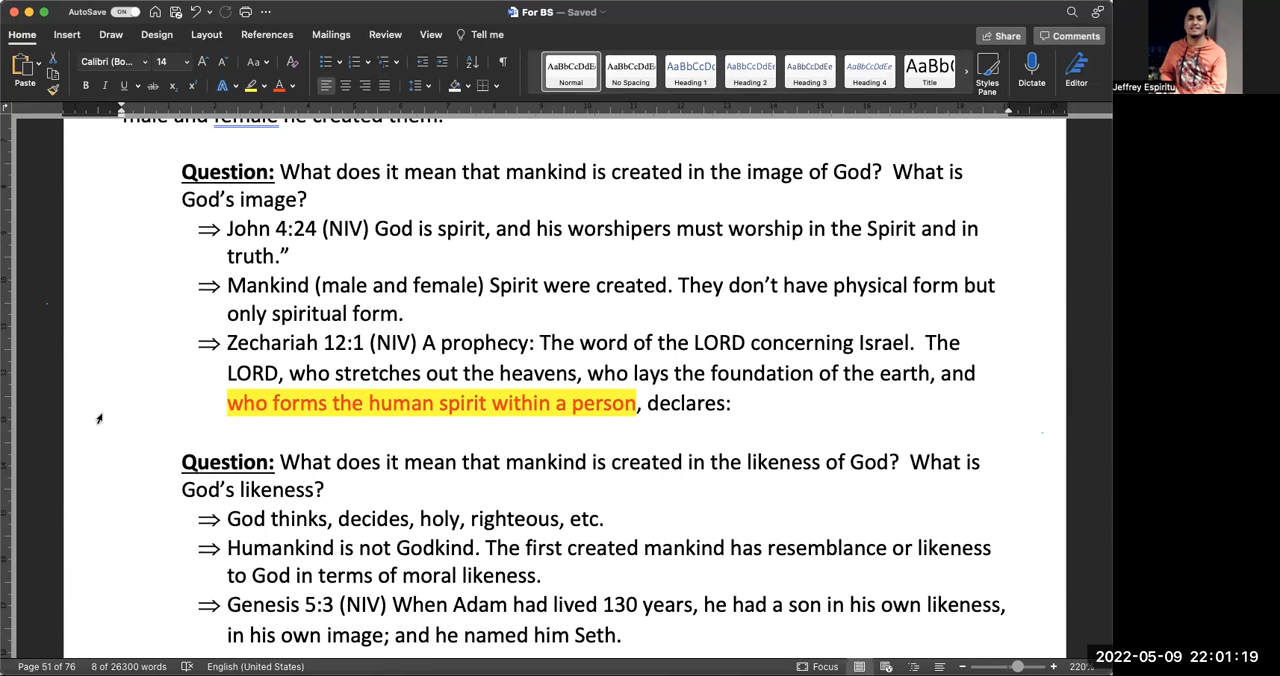 AutoSave ON
For BS — Saved
Home Insert Draw Design Layout References Mailings Review View Tell me
Share Comments
Paste
Calibri (Bo... 14
AaBbCcDdE AaBbCcDdE AaBbCcDc AaBbCcDdEe AaBbCcDdE AaBbCcDdEe AaBb(
Normal No Spacing Heading 1 Heading 2 Heading 3 Heading 4 Title
Styles Pane
Dictate
Editor
Jeffrey Espiritu
male and female he created them.
Question: What does it mean that mankind is created in the image of God? What is
God’s image?
⇒ John 4:24 (NIV) God is spirit, and his worshipers must worship in the Spirit and in
truth.”
⇒ Mankind (male and female) Spirit were created. They don’t have physical form but
only spiritual form.
⇒ Zechariah 12:1 (NIV) A prophecy: The word of the LORD concerning Israel. The
LORD, who stretches out the heavens, who lays the foundation of the earth, and
who forms the human spirit within a person, declares:
Question: What does it mean that mankind is created in the likeness of God? What is
God’s likeness?
⇒ God thinks, decides, holy, righteous, etc.
⇒ Humankind is not Godkind. The first created mankind has resemblance or likeness
to God in terms of moral likeness.
⇒ Genesis 5:3 (NIV) When Adam had lived 130 years, he had a son in his own likeness,
in his own image; and he named him Seth.
Page 51 of 76 8 of 26300 words English (United States) Focus 220%
2022-05-09 22:01:19